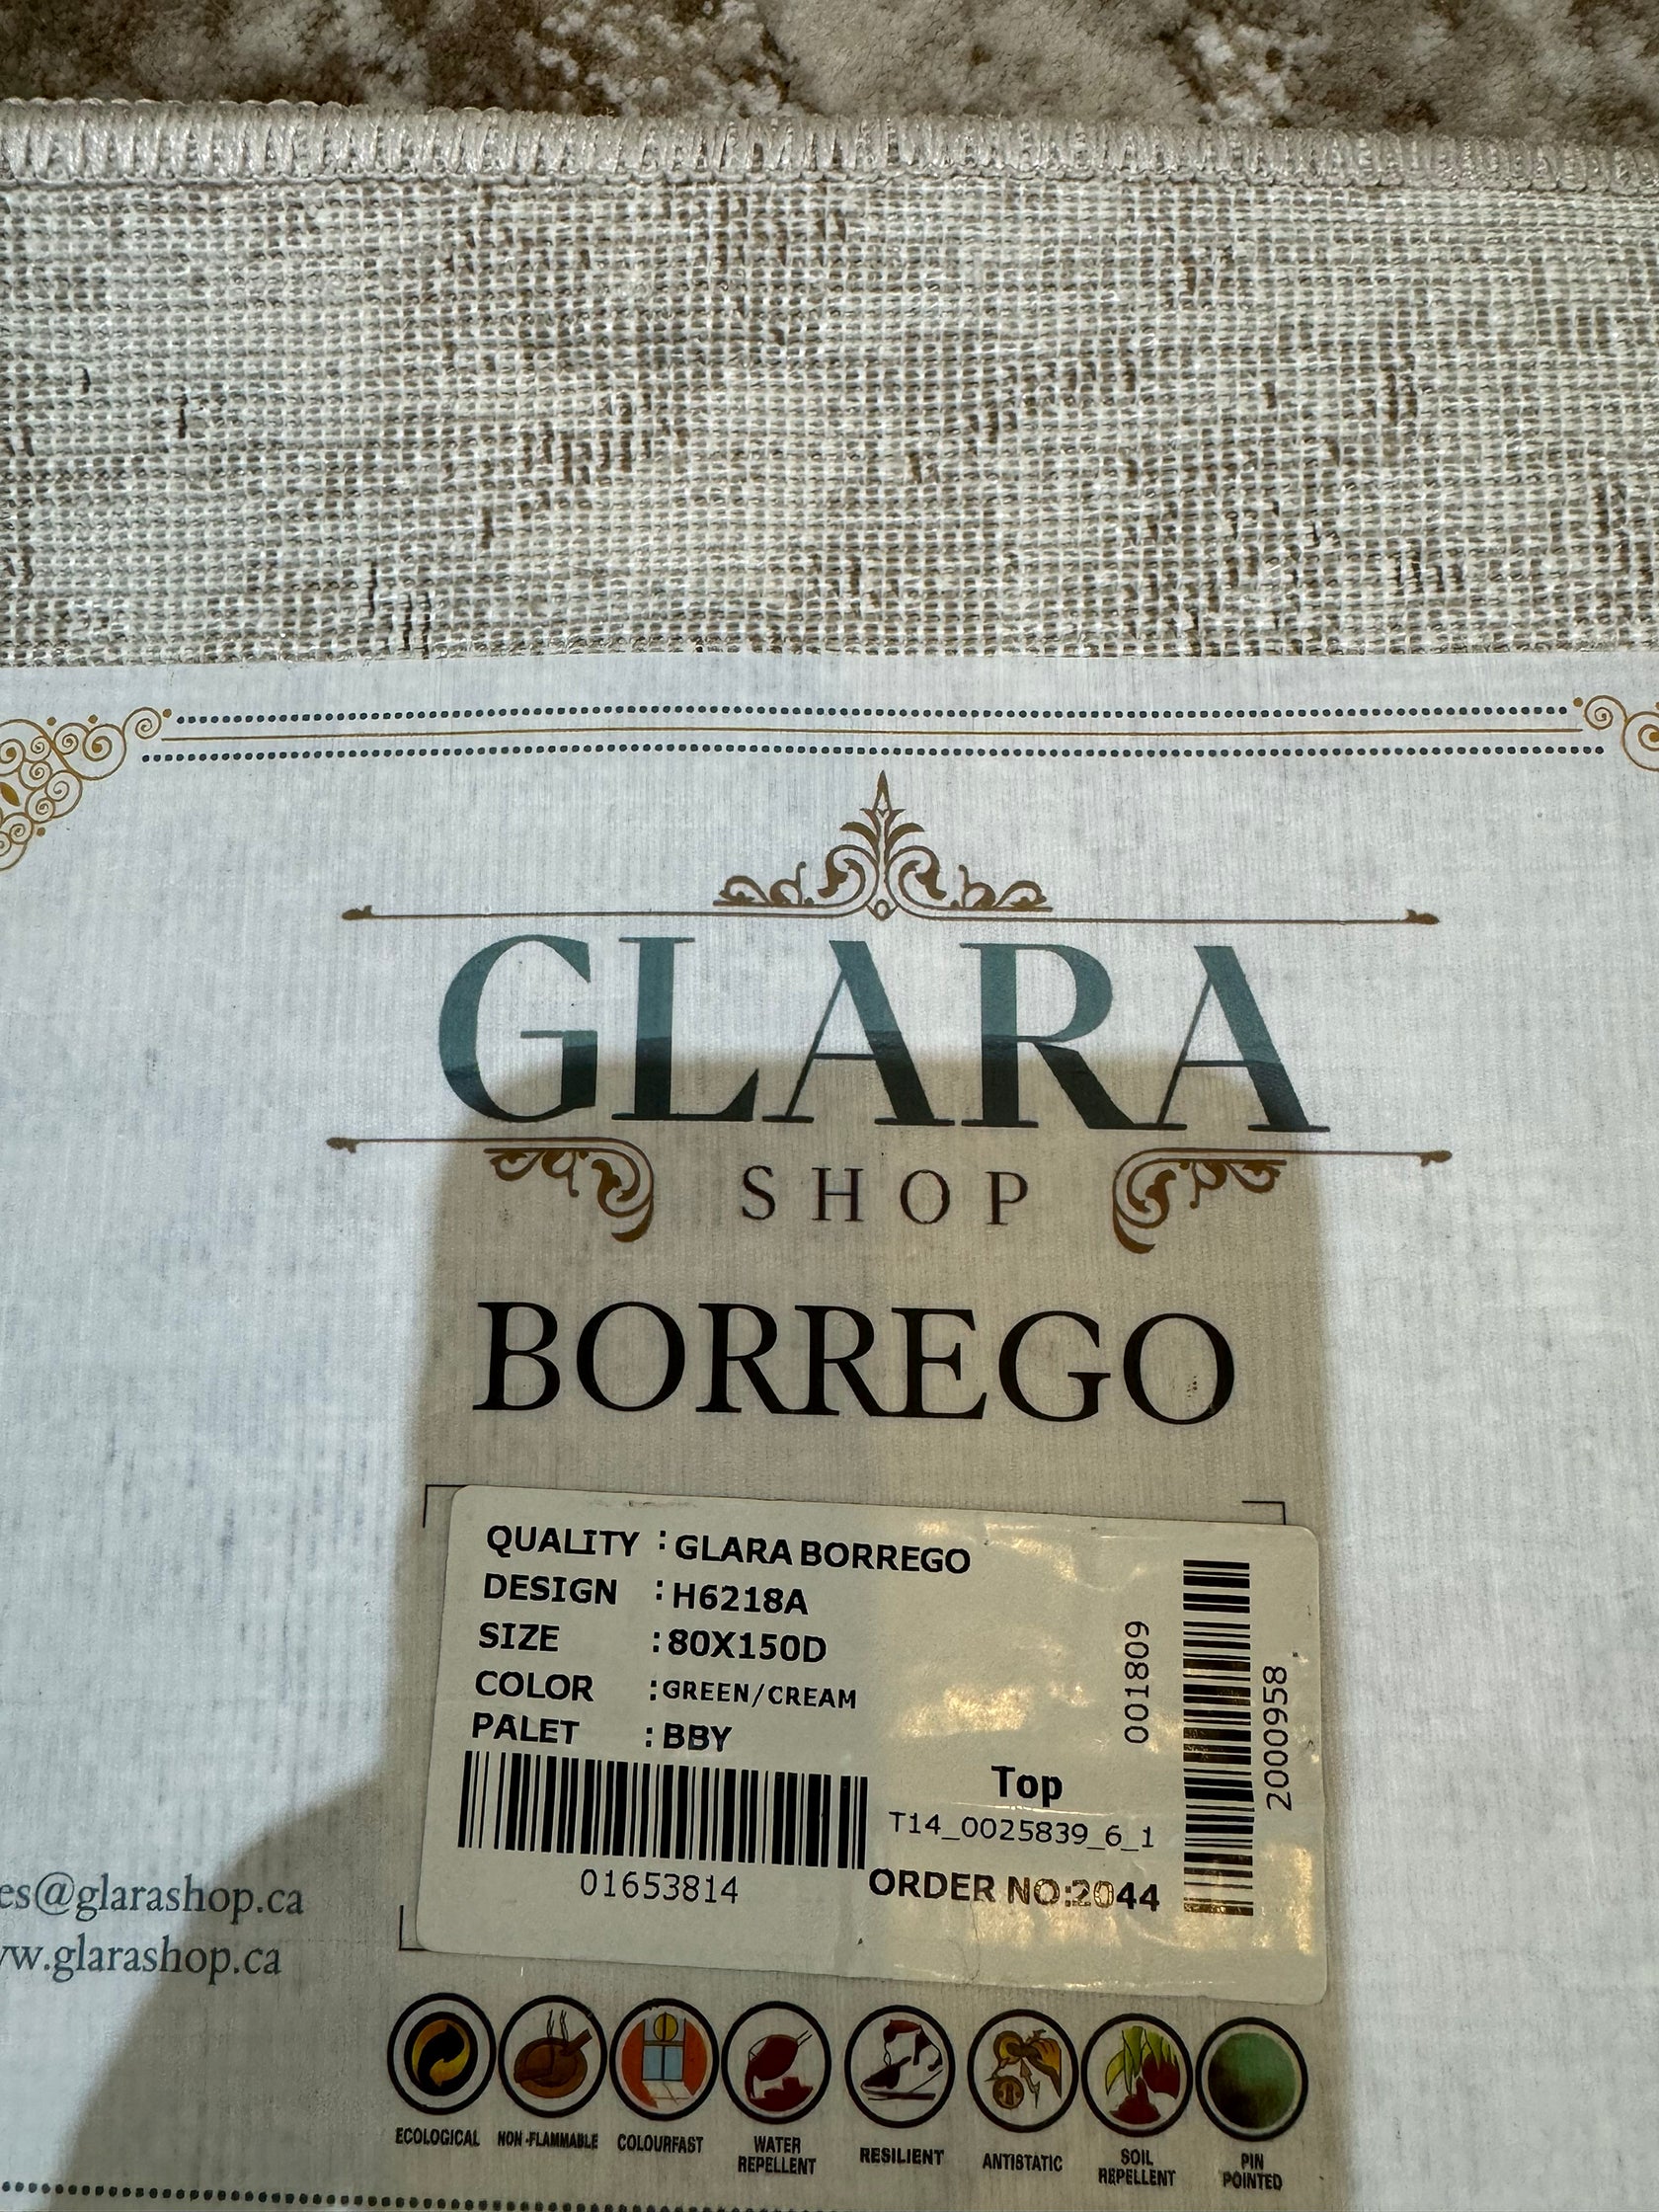 GLARA
SHOP
BORREGO
QUALITY : GLARA BORREGO
DESIGN : H6218A
SIZE : 80X150D
COLOR : GREEN/CREAM
PALET : BBY
01653814
Top
T14_0025839_6_1
ORDER NO:2044
001809
2000958
es@glarashop.ca
w.glarashop.ca
ECOLOGICAL
NON-FLAMMABLE
COLOURFAST
WATER
REPELLENT
RESILIENT
ANTISTATIC
SOIL
REPELLENT
PIN
POINTED